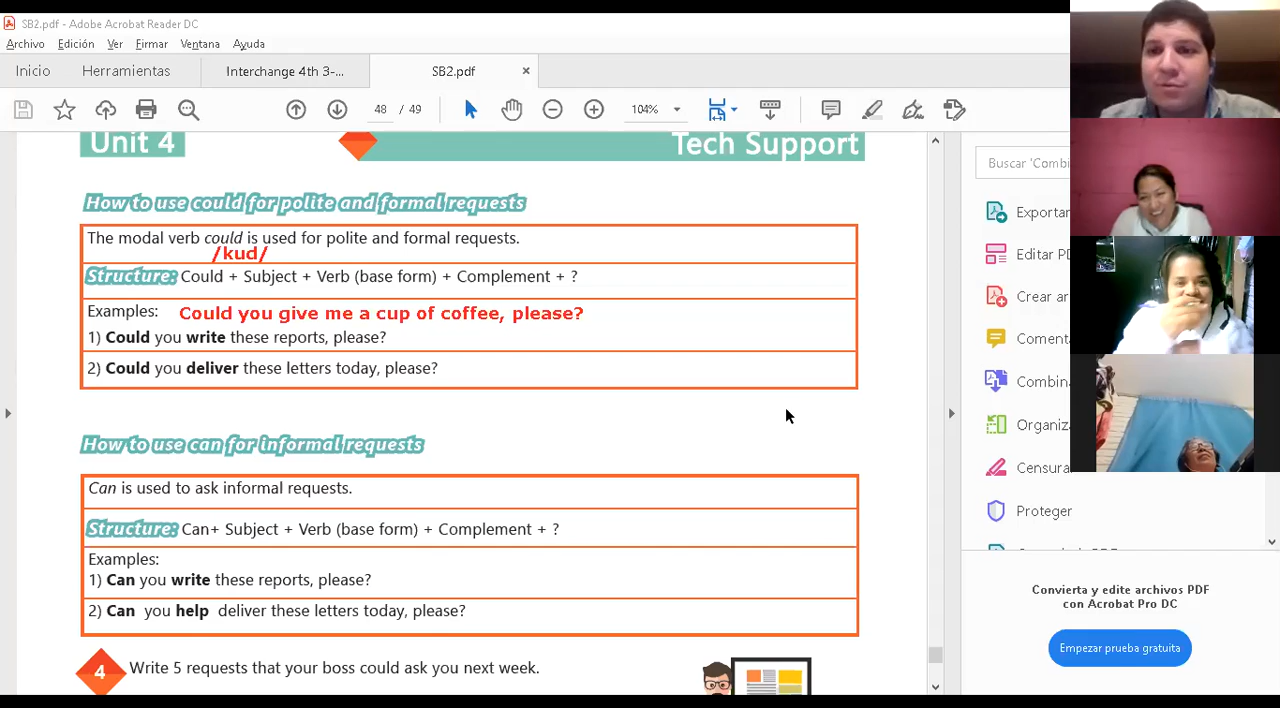 SB2.pdf - Adobe Acrobat Reader DC
Archivo Edición Ver Firmar Ventana Ayuda
Inicio Herramientas Interchange 4th 3-... SB2.pdf ×
48 / 49 104%
Unit 4 Tech Support
How to use could for polite and formal requests
The modal verb could is used for polite and formal requests.
/kud/
Structure: Could + Subject + Verb (base form) + Complement + ?
Examples: Could you give me a cup of coffee, please?
1) Could you write these reports, please?
2) Could you deliver these letters today, please?
How to use can for informal requests
Can is used to ask informal requests.
Structure: Can+ Subject + Verb (base form) + Complement + ?
Examples:
1) Can you write these reports, please?
2) Can you help deliver these letters today, please?
4 Write 5 requests that your boss could ask you next week.
Buscar 'Combi
Exportar
Editar PD
Crear ar
Comenta
Combina
Organiza
Censura
Proteger
Convierta y edite archivos PDF
con Acrobat Pro DC
Empezar prueba gratuita